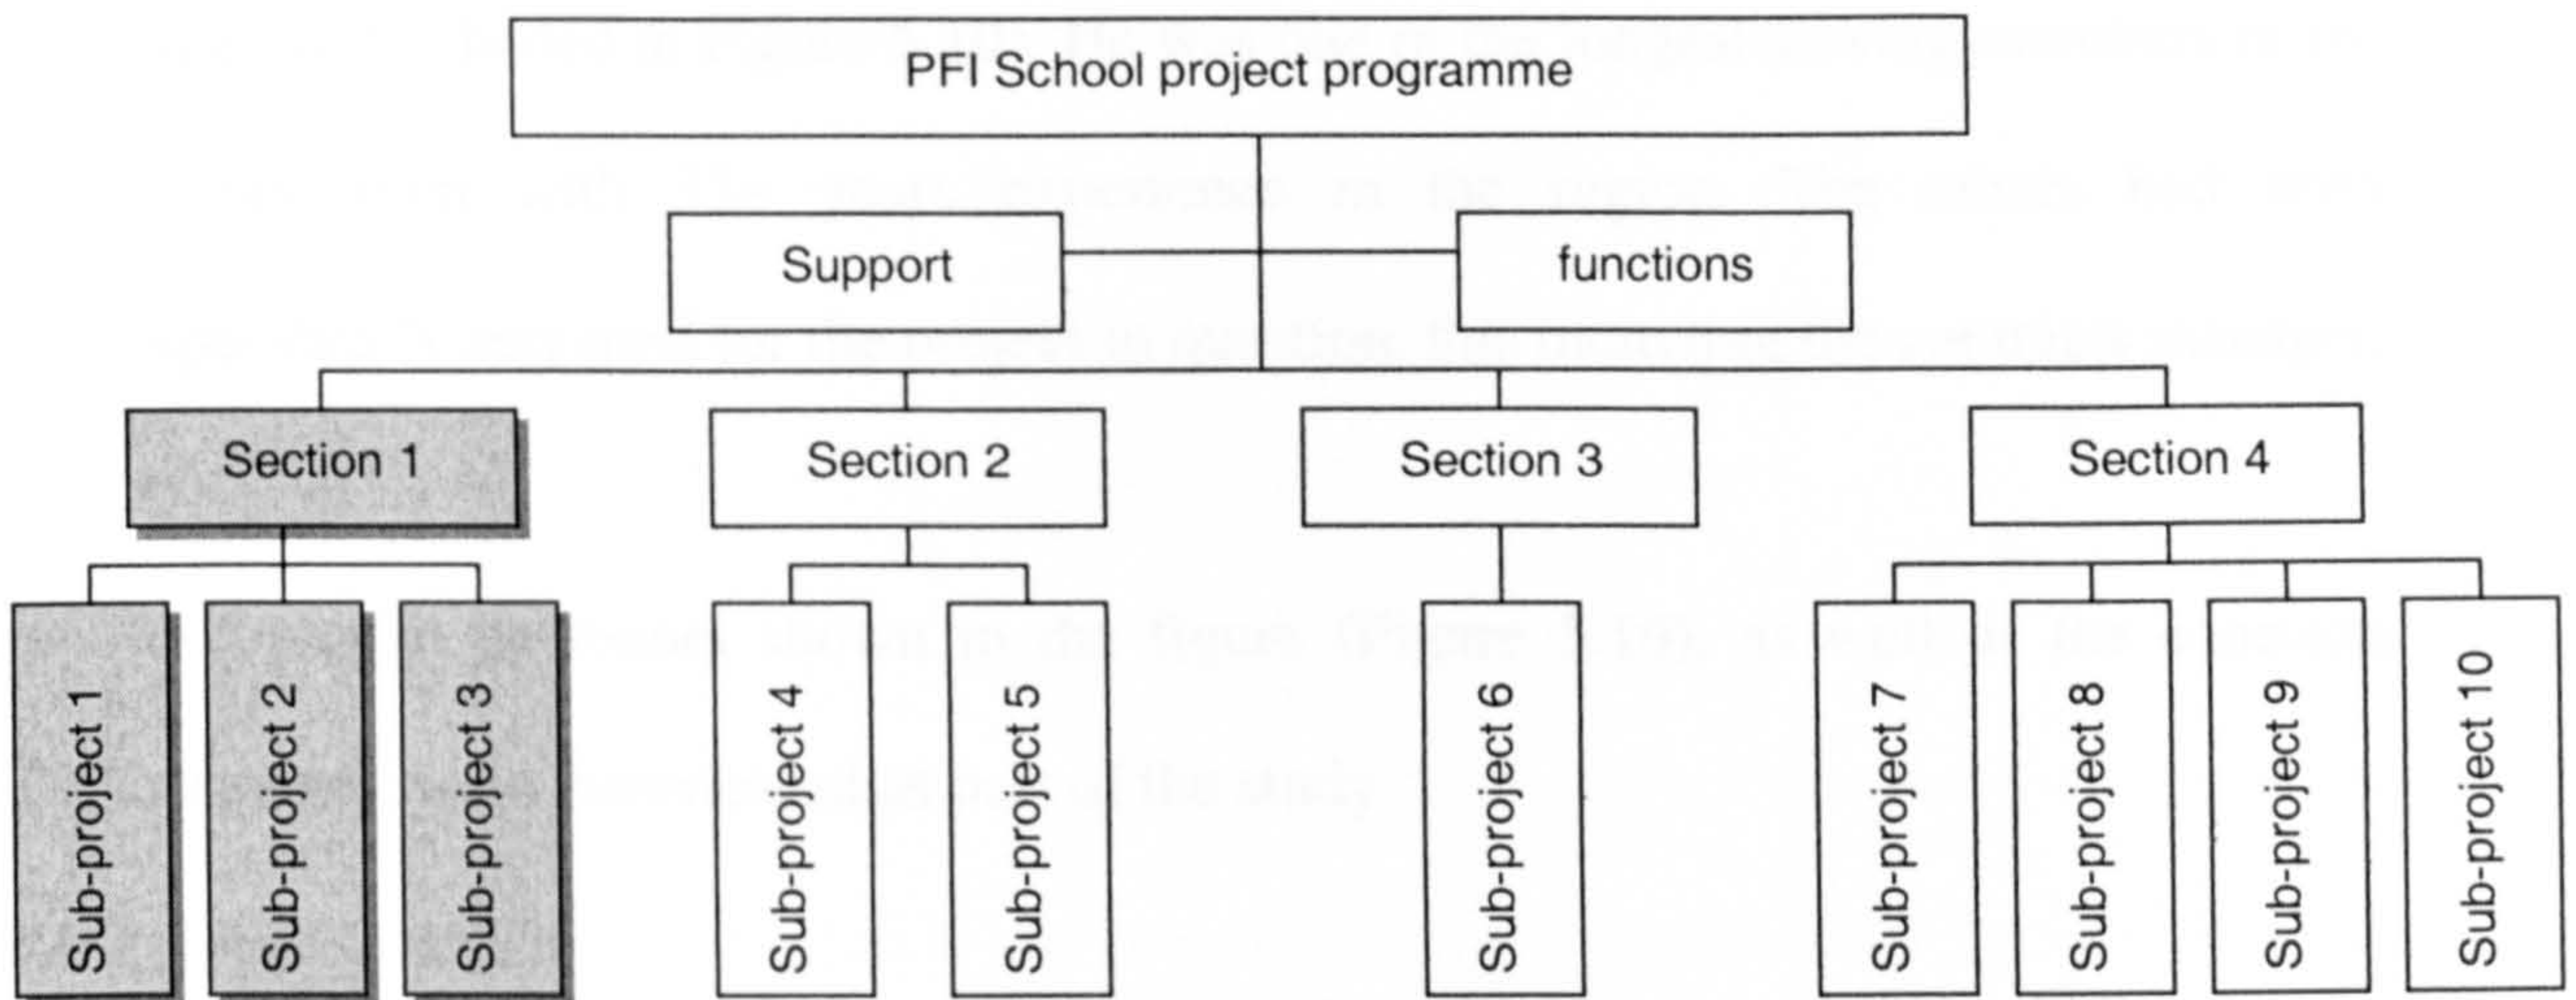 PFI School project programme
Support
functions
Section 1
Section 2
Section 3
Section 4
Sub-project 1
Sub-project 2
Sub-project 3
Sub-project 4
Sub-project 5
Sub-project 6
Sub-project 7
Sub-project 8
Sub-project 9
Sub-project 10